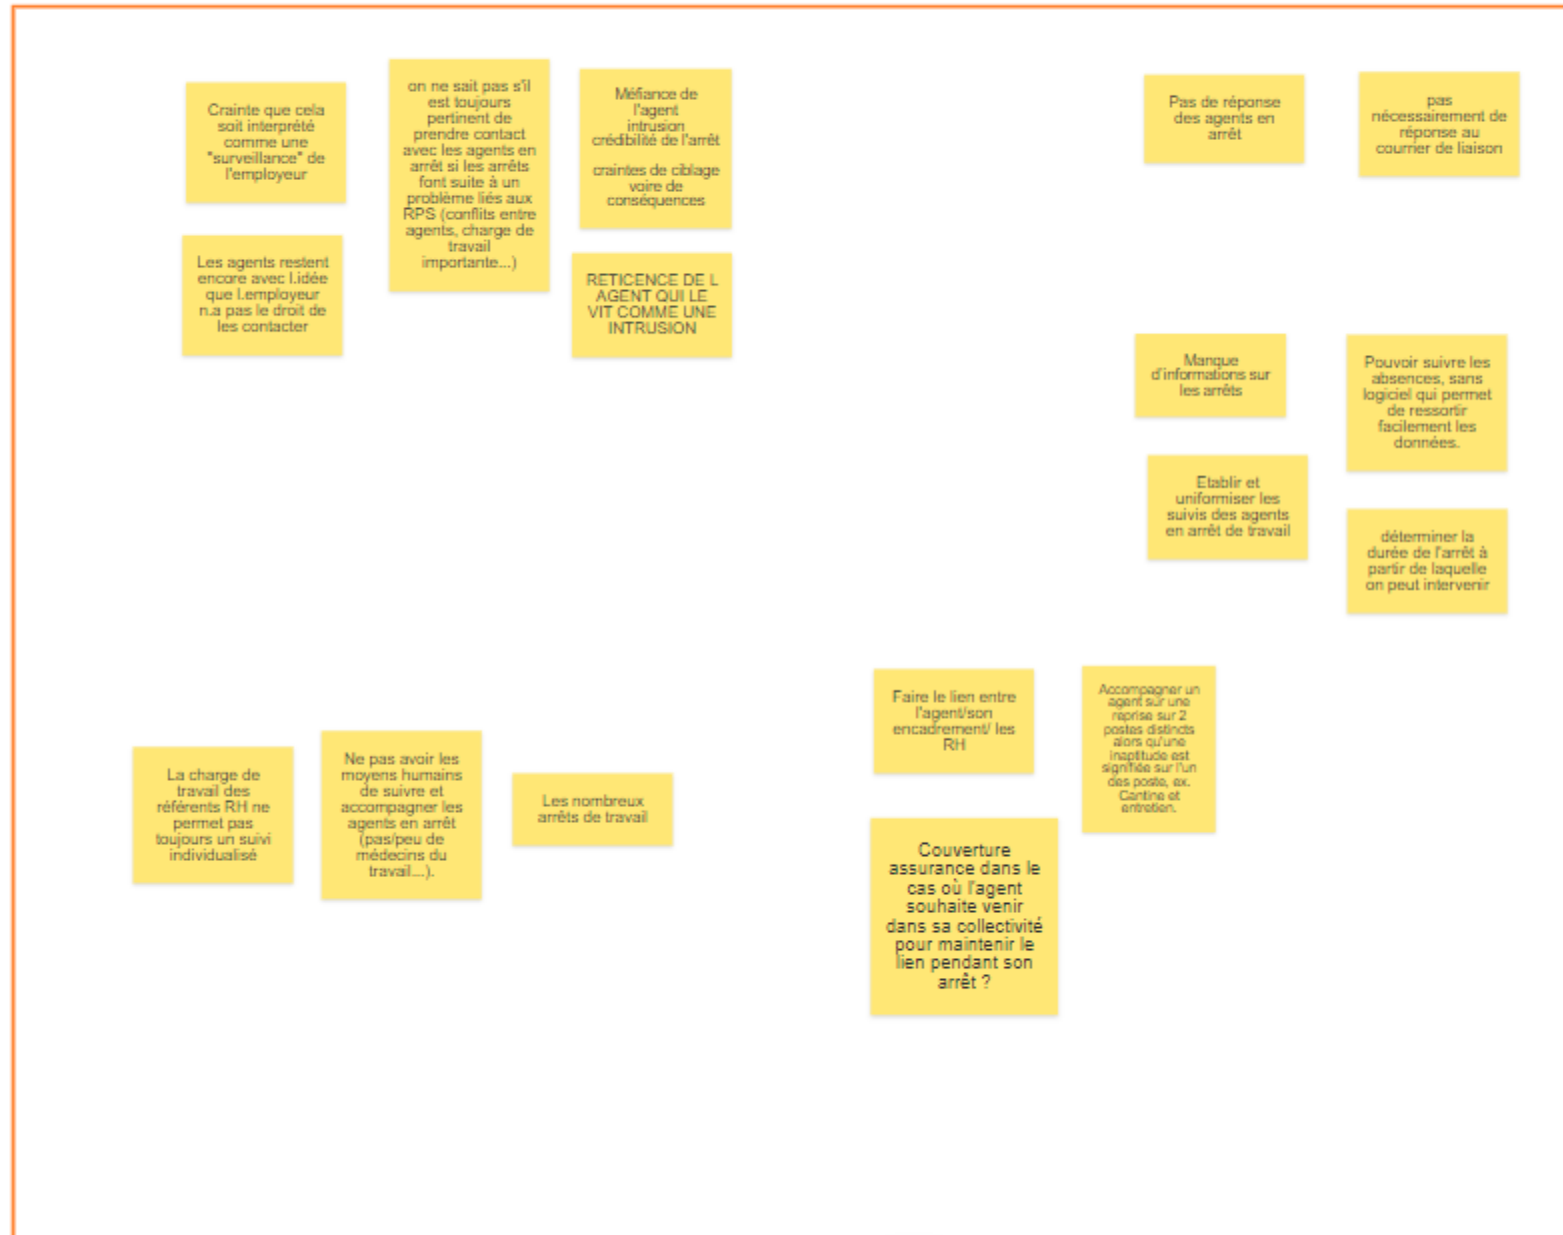 Crainte que cela
soit interprété
comme une
"surveillance" de
l'employeur
on ne sait pas s'il
est toujours
pertinent de
prendre contact
avec les agents en
arrêt si les arrêts
font suite à un
problème liés aux
RPS (conflits entre
agents, charge de
travail
importante...)
Méfiance de
l'agent
intrusion
crédibilité de l'arrêt
craintes de ciblage
voire de
conséquences
Les agents restent
encore avec l.idée
que l.employeur
n.a pas le droit de
les contacter
RETICENCE DE L
AGENT QUI LE
VIT COMME UNE
INTRUSION
Pas de réponse
des agents en
arrêt
pas
nécessairement de
réponse au
courrier de liaison
Manque
d'informations sur
les arrêts
Pouvoir suivre les
absences, sans
logiciel qui permet
de ressortir
facilement les
données.
Etablir et
uniformiser les
suivis des agents
en arrêt de travail
déterminer la
durée de l'arrêt à
partir de laquelle
on peut intervenir
La charge de
travail des
référents RH ne
permet pas
toujours un suivi
individualisé
Ne pas avoir les
moyens humains
de suivre et
accompagner les
agents en arrêt
(pas/peu de
médecins du
travail...).
Les nombreux
arrêts de travail
Faire le lien entre
l'agent/son
encadrement/ les
RH
Accompagner un
agent sur une
reprise sur 2
postes distincts
alors qu'une
inaptitude est
signifiée sur l'un
des poste, ex.
Cantine et
entretien.
Couverture
assurance dans le
cas où l'agent
souhaite venir
dans sa collectivité
pour maintenir le
lien pendant son
arrêt ?